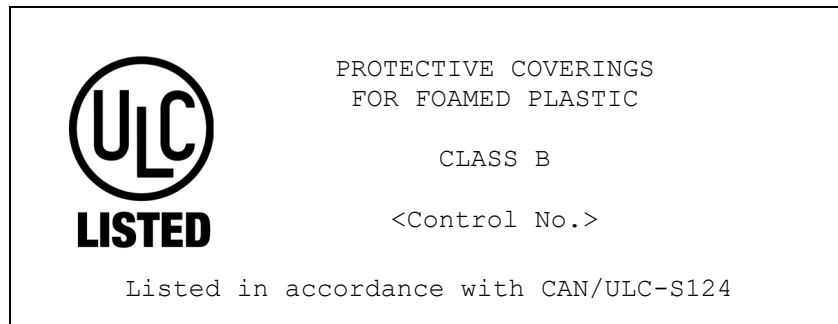 ULC
LISTED
PROTECTIVE COVERINGS
FOR FOAMED PLASTIC
CLASS B
<Control No.>
Listed in accordance with CAN/ULC-S124